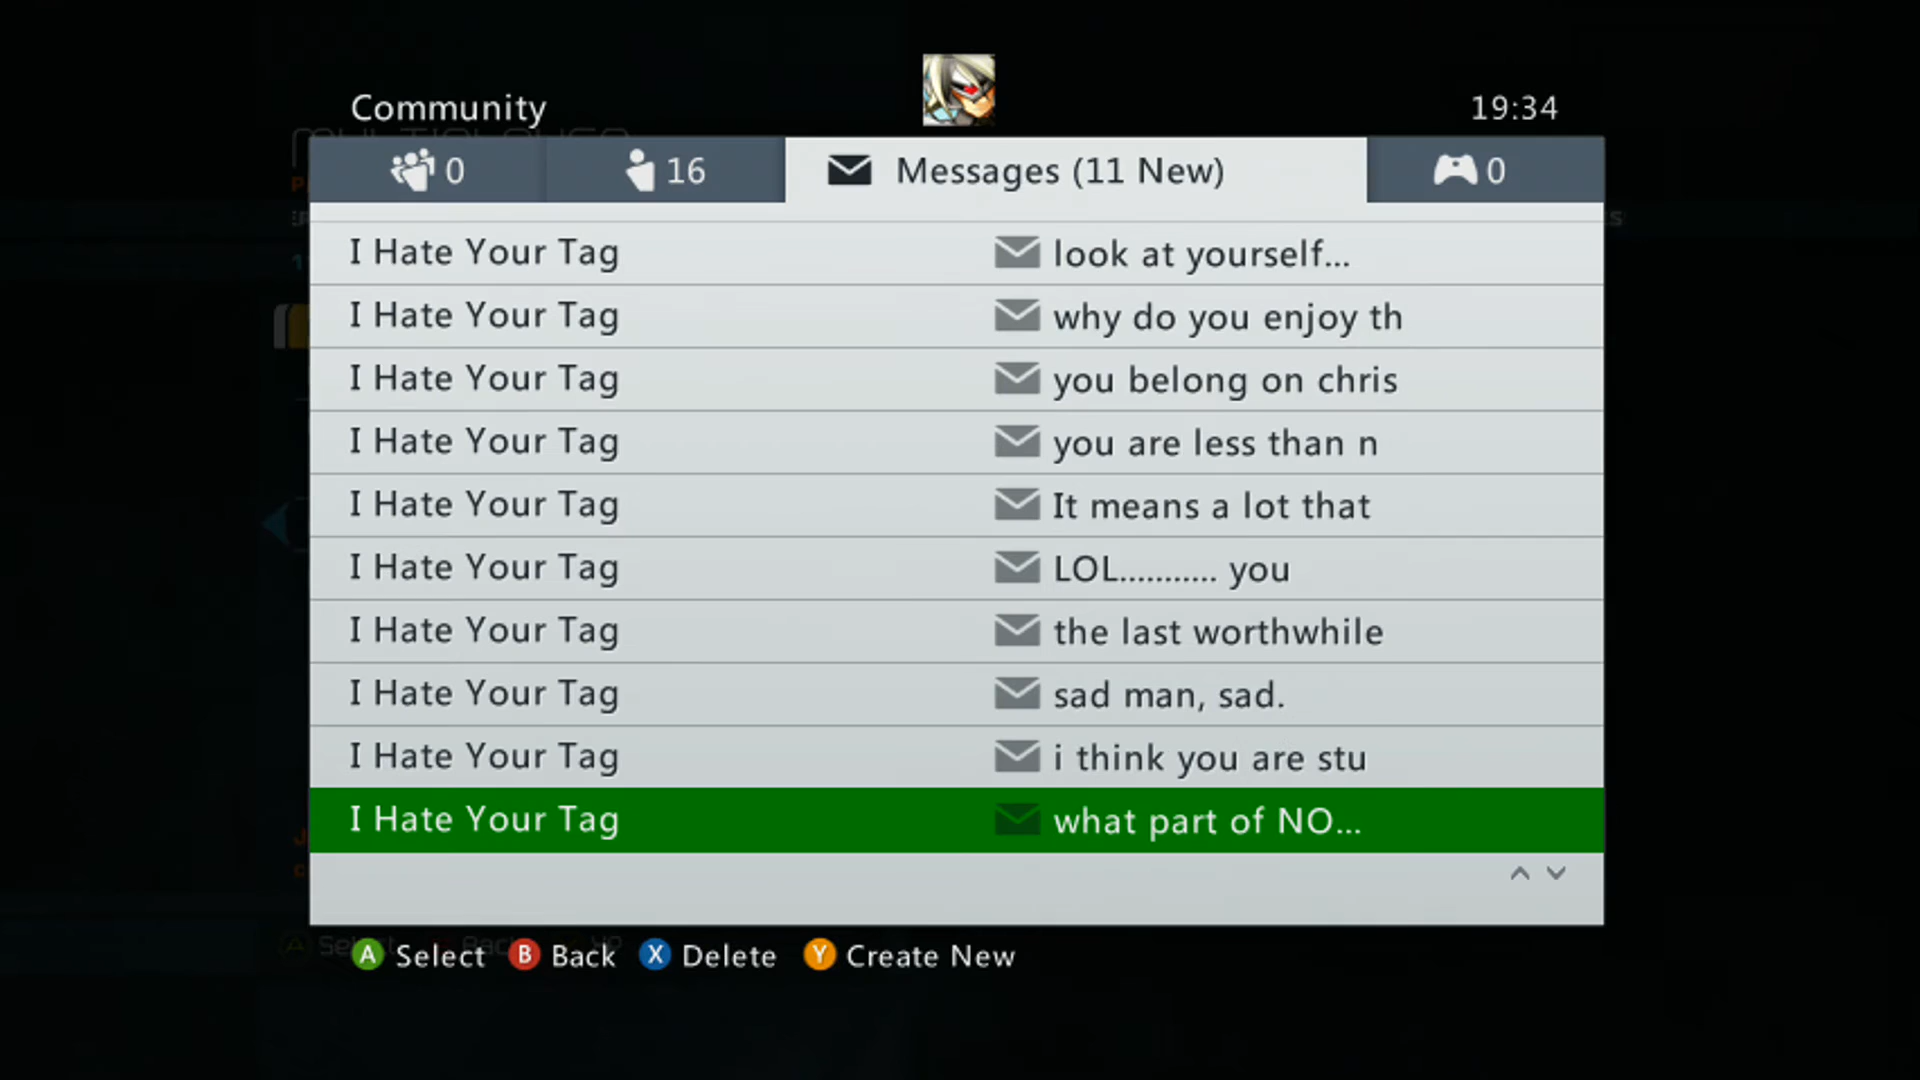 Community
19:34
0
16
Messages (11 New)
0
I Hate Your Tag look at yourself...
I Hate Your Tag why do you enjoy th
I Hate Your Tag you belong on chris
I Hate Your Tag you are less than n
I Hate Your Tag It means a lot that
I Hate Your Tag LOL........... you
I Hate Your Tag the last worthwhile
I Hate Your Tag sad man, sad.
I Hate Your Tag i think you are stu
I Hate Your Tag what part of NO...
A Select B Back X Delete Y Create New